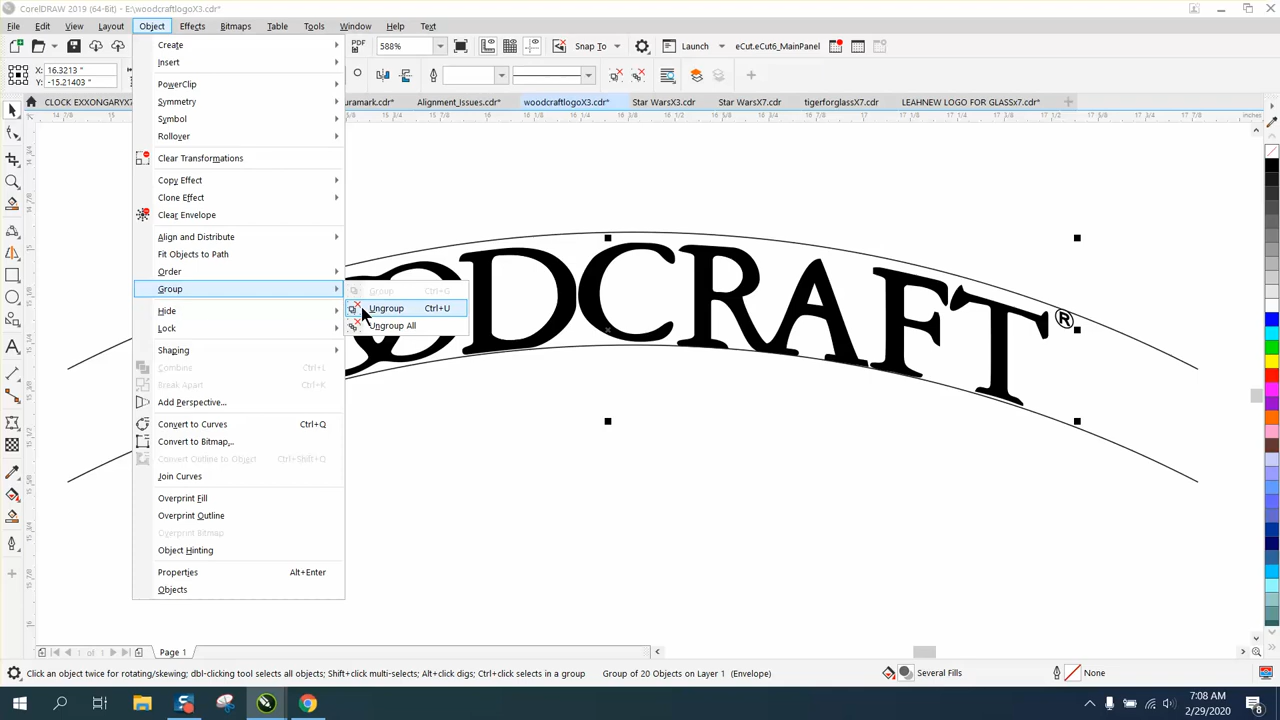 CorelDRAW 2019 (64-Bit) - E:\woodcraftlogoX3.cdr*
File Edit View Layout Object Effects Bitmaps Table Tools Window Help Text
PDF 588% Snap To Launch eCut.eCut6_MainPanel
X: 16.3213 "
Y: -15.21403 "
CLOCK EXXONGARYX7 uramark.cdr* Alignment_Issues.cdr* woodcraftlogoX3.cdr* Star WarsX3.cdr Star WarsX7.cdr tigerforglassX7.cdr LEAHNEW LOGO FOR GLASSx7.cdr*
inches
Create
Insert
PowerClip
Symmetry
Symbol
Rollover
Clear Transformations
Copy Effect
Clone Effect
Clear Envelope
Align and Distribute
Fit Objects to Path
Order
Group
Hide
Lock
Shaping
Combine Ctrl+L
Break Apart Ctrl+K
Add Perspective...
Convert to Curves Ctrl+Q
Convert to Bitmap...
Convert Outline to Object Ctrl+Shift+Q
Join Curves
Overprint Fill
Overprint Outline
Overprint Bitmap
Object Hinting
Properties Alt+Enter
Objects
Group Ctrl+G
Ungroup Ctrl+U
Ungroup All
ODCRAFT®
1 of 1 Page 1
Click an object twice for rotating/skewing; dbl-clicking tool selects all objects; Shift+click multi-selects; Alt+click digs; Ctrl+click selects in a group Group of 20 Objects on Layer 1 (Envelope) Several Fills None
7:08 AM
2/29/2020
8